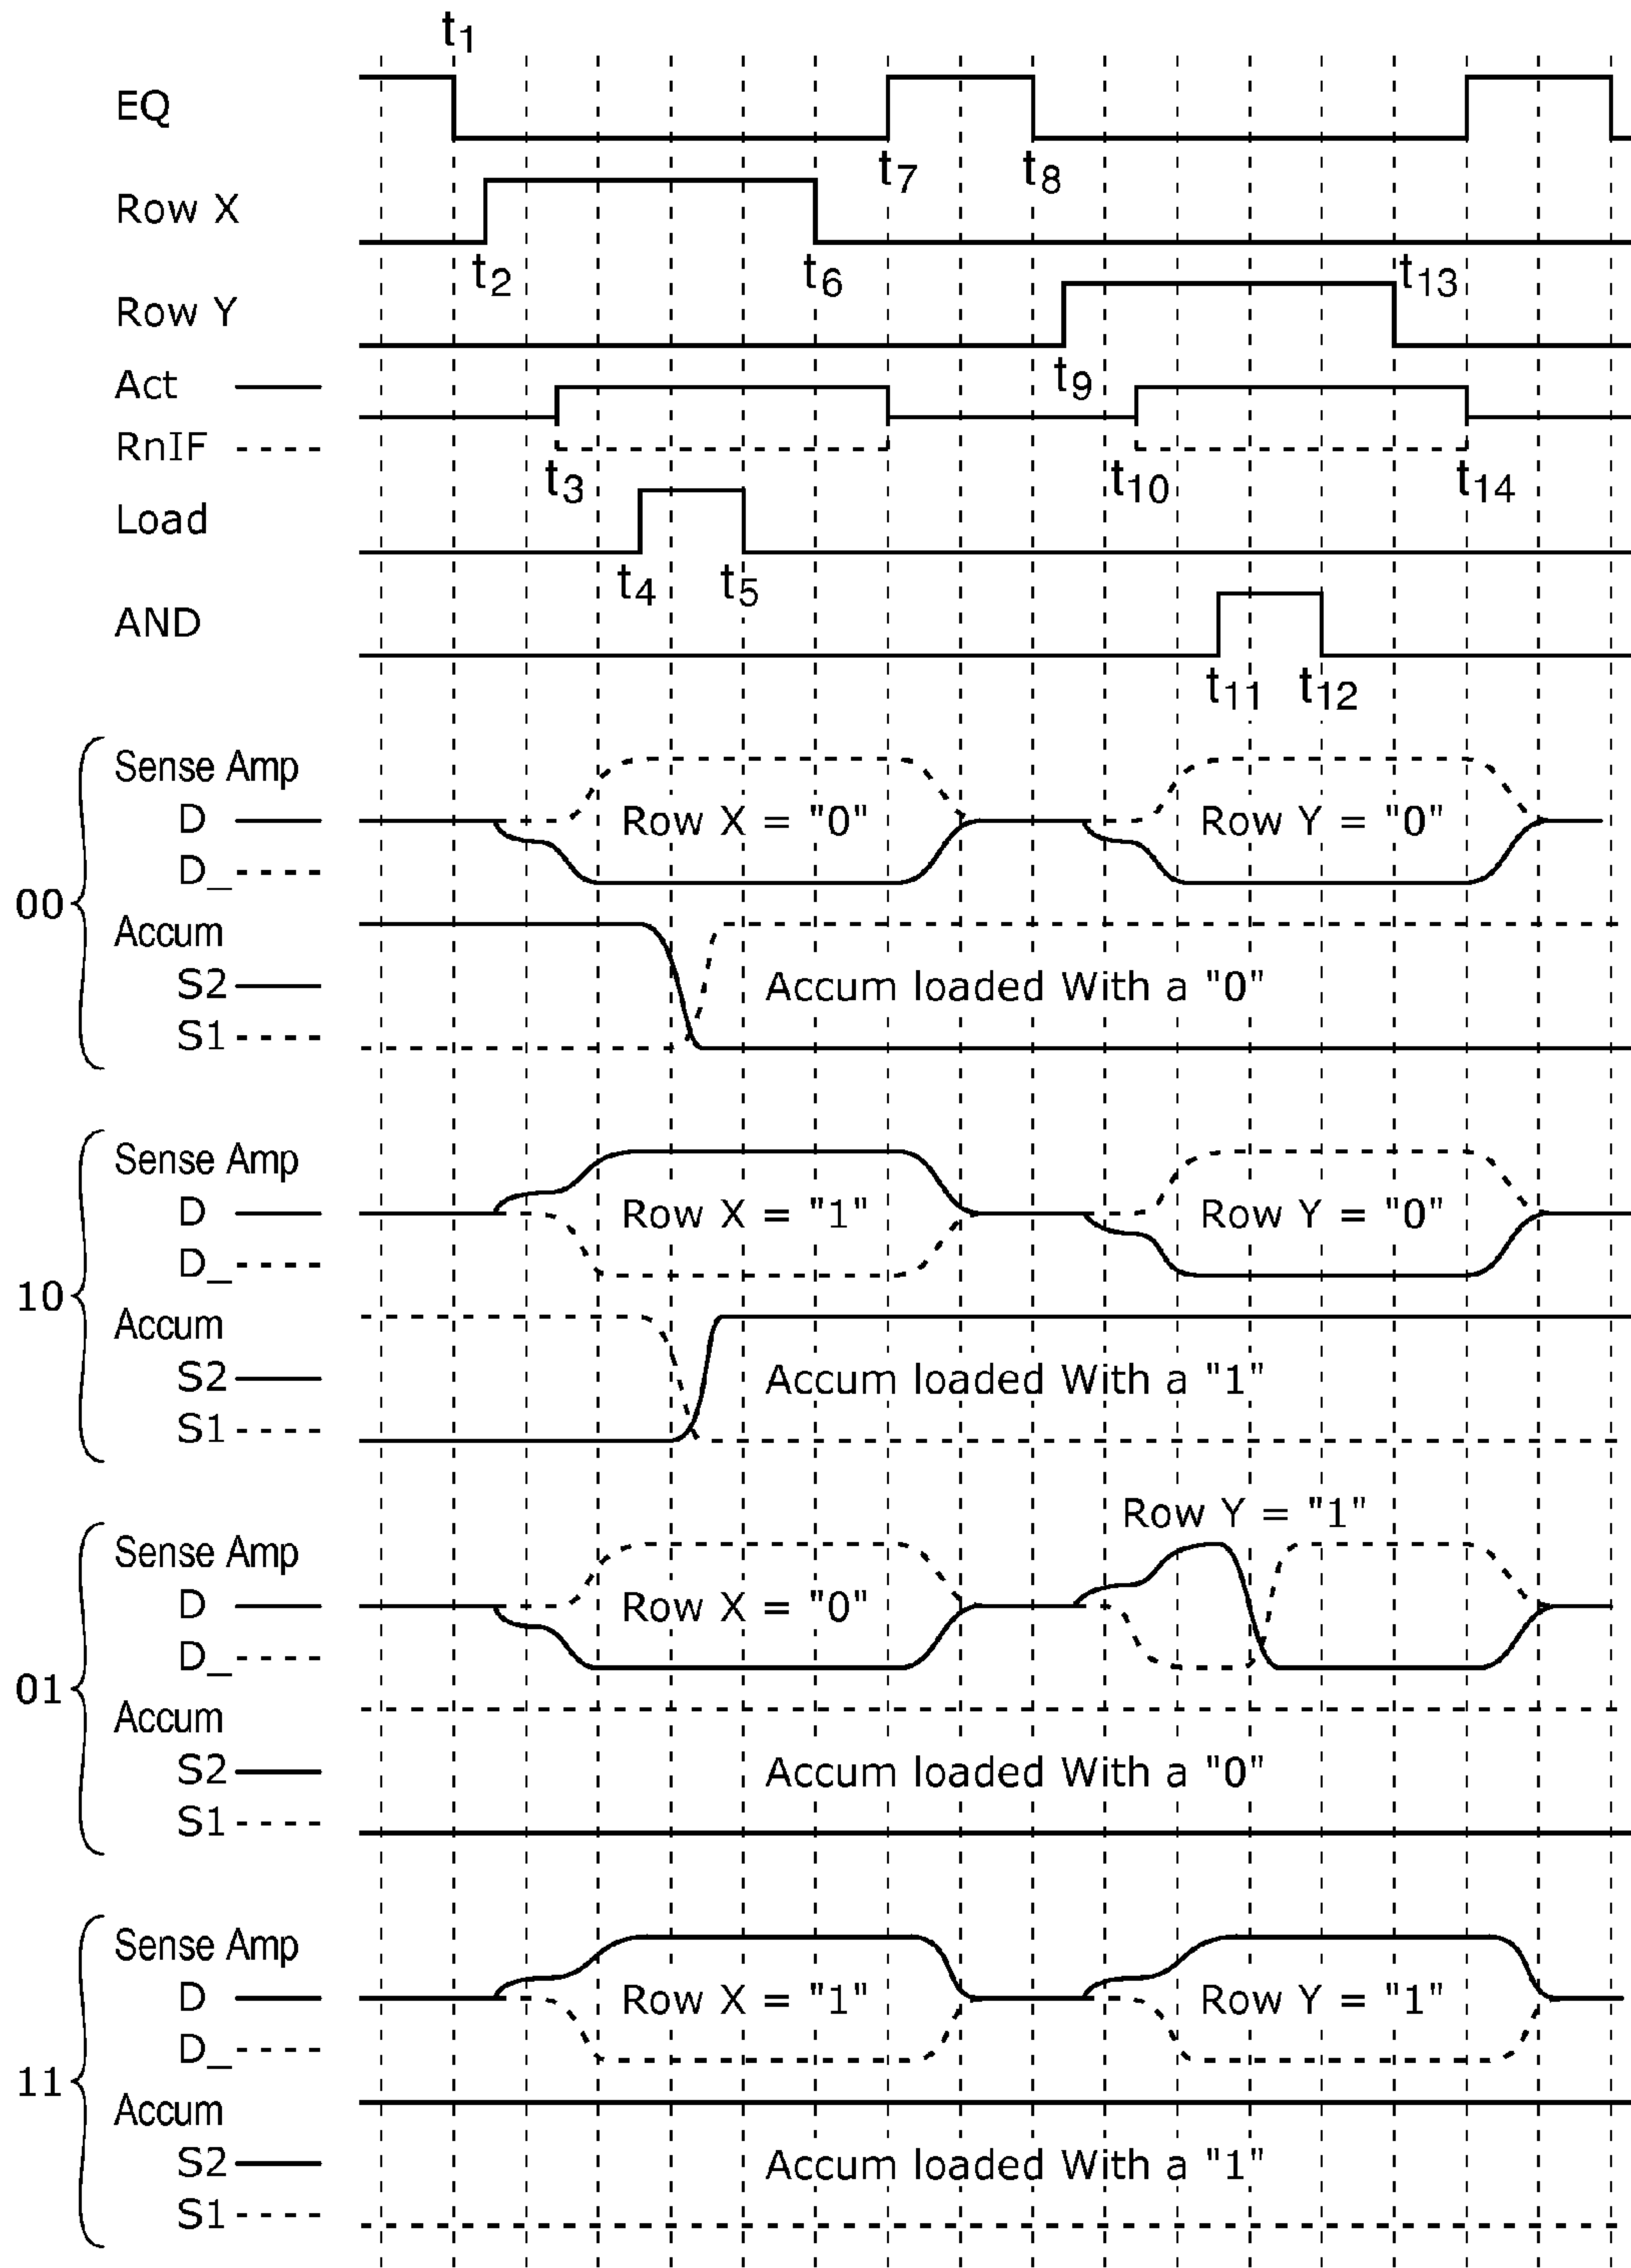 t1
EQ
t7 t8
Row X
t2 t6 t13
Row Y
t9
Act
RnIF
t3 t10 t14
Load
t4 t5
AND
t11 t12
00
Sense Amp
D Row X = "0" Row Y = "0"
D_
Accum
S2 Accum loaded With a "0"
S1
10
Sense Amp
D Row X = "1" Row Y = "0"
D_
Accum
S2 Accum loaded With a "1"
S1
01
Row Y = "1"
Sense Amp
D Row X = "0"
D_
Accum
S2 Accum loaded With a "0"
S1
11
Sense Amp
D Row X = "1" Row Y = "1"
D_
Accum
S2 Accum loaded With a "1"
S1